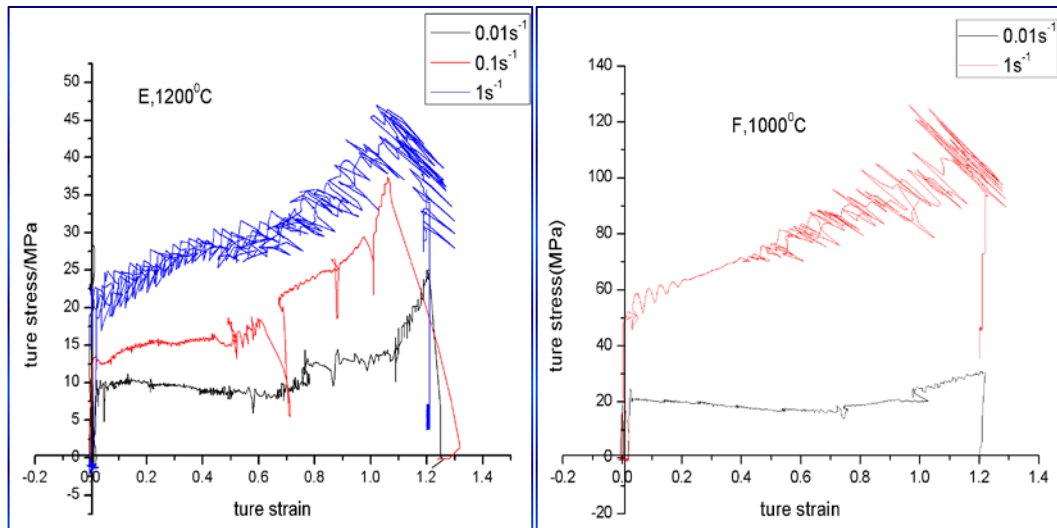 0.01s⁻¹
0.1s⁻¹
1s⁻¹
E,1200⁰C
50
45
40
35
30
25
20
15
10
5
0
-5
ture stress/MPa
0.0 0.2 0.4 0.6 0.8 1.0 1.2 1.4
ture strain
0.01s⁻¹
1s⁻¹
F,1000⁰C
140
120
100
80
60
40
20
0
-20
ture stress(MPa)
0.0 0.2 0.4 0.6 0.8 1.0 1.2 1.4
ture strain